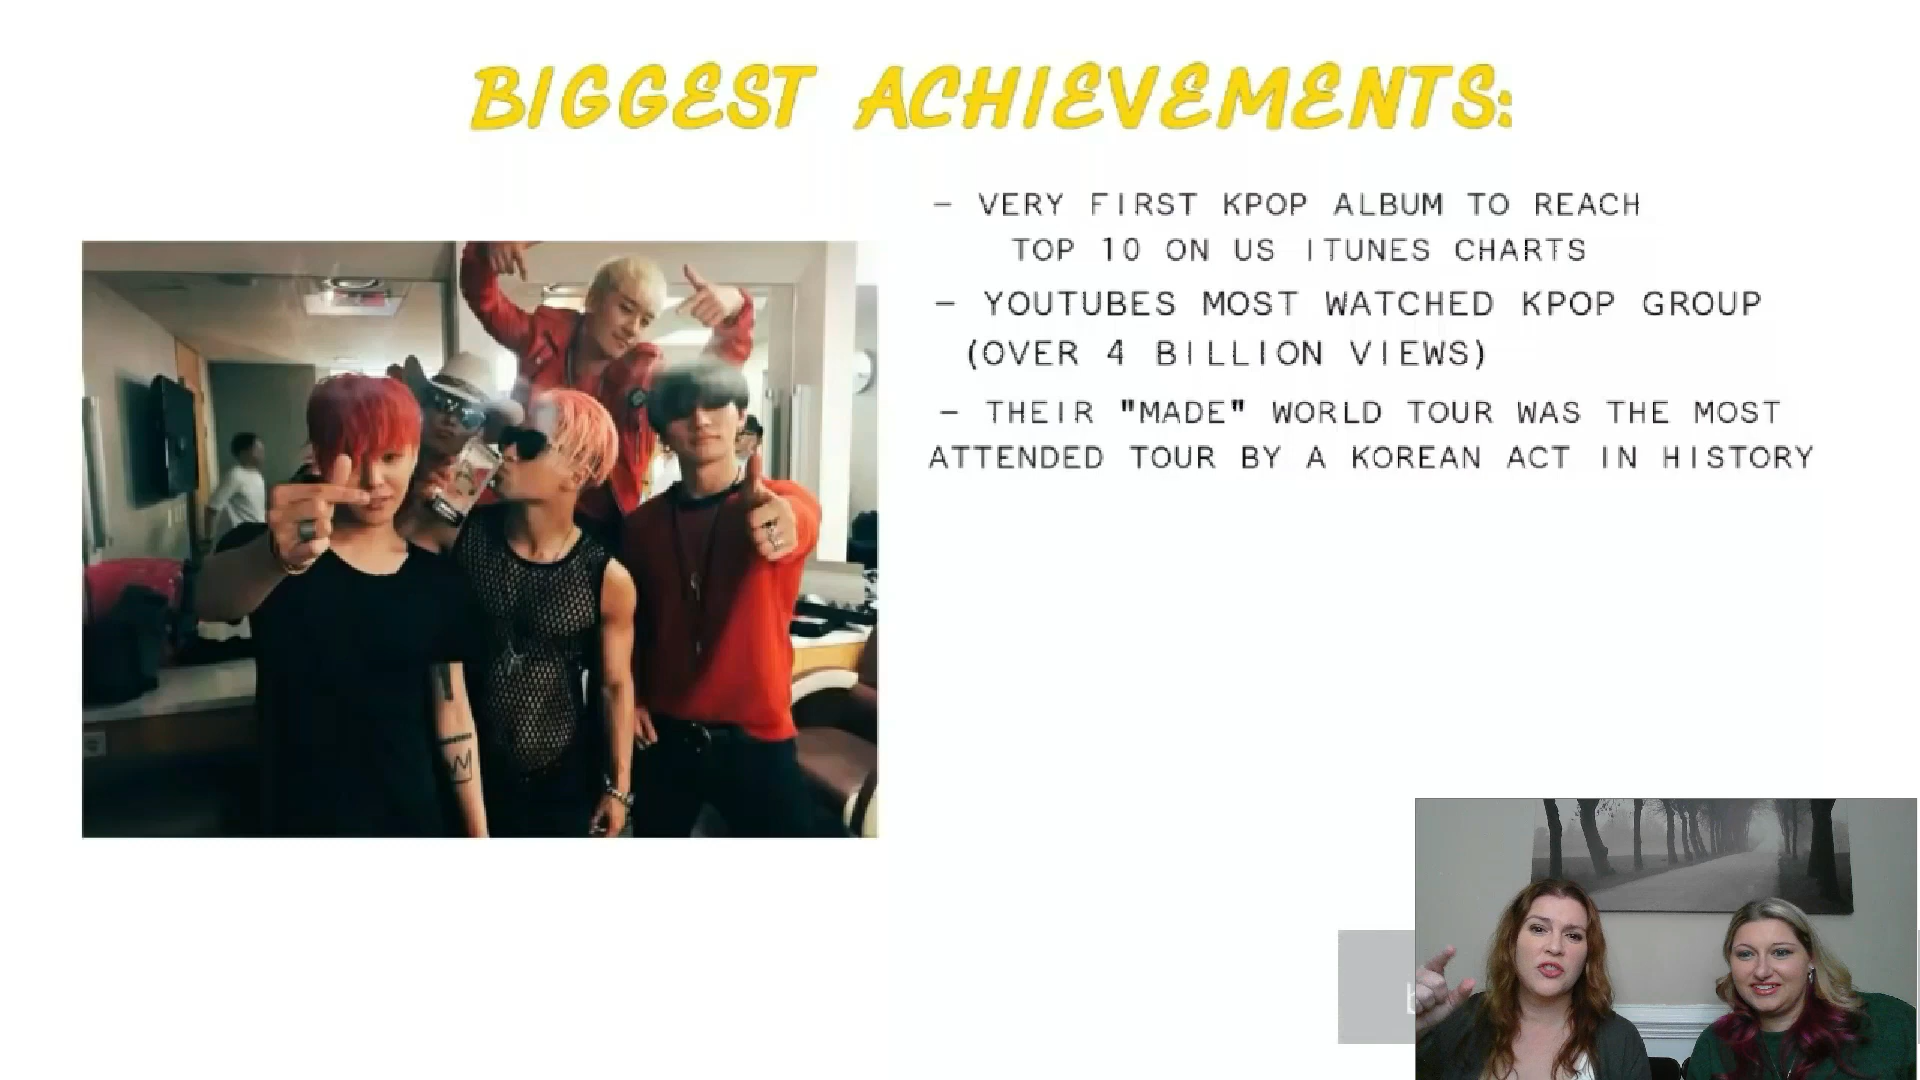 BIGGEST ACHIEVEMENTS:
- VERY FIRST KPOP ALBUM TO REACH
TOP 10 ON US ITUNES CHARTS
- YOUTUBES MOST WATCHED KPOP GROUP
(OVER 4 BILLION VIEWS)
- THEIR "MADE" WORLD TOUR WAS THE MOST
ATTENDED TOUR BY A KOREAN ACT IN HISTORY